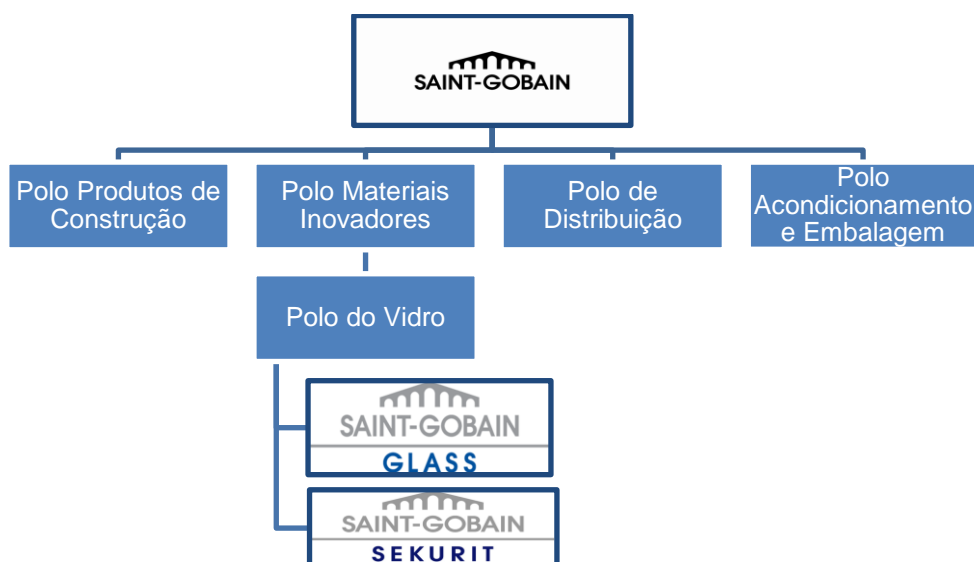 SAINT-GOBAIN
Polo Produtos de
Construção
Polo Materiais
Inovadores
Polo de
Distribuição
Polo
Acondicionamento
e Embalagem
Polo do Vidro
SAINT-GOBAIN
GLASS
SAINT-GOBAIN
SEKURIT